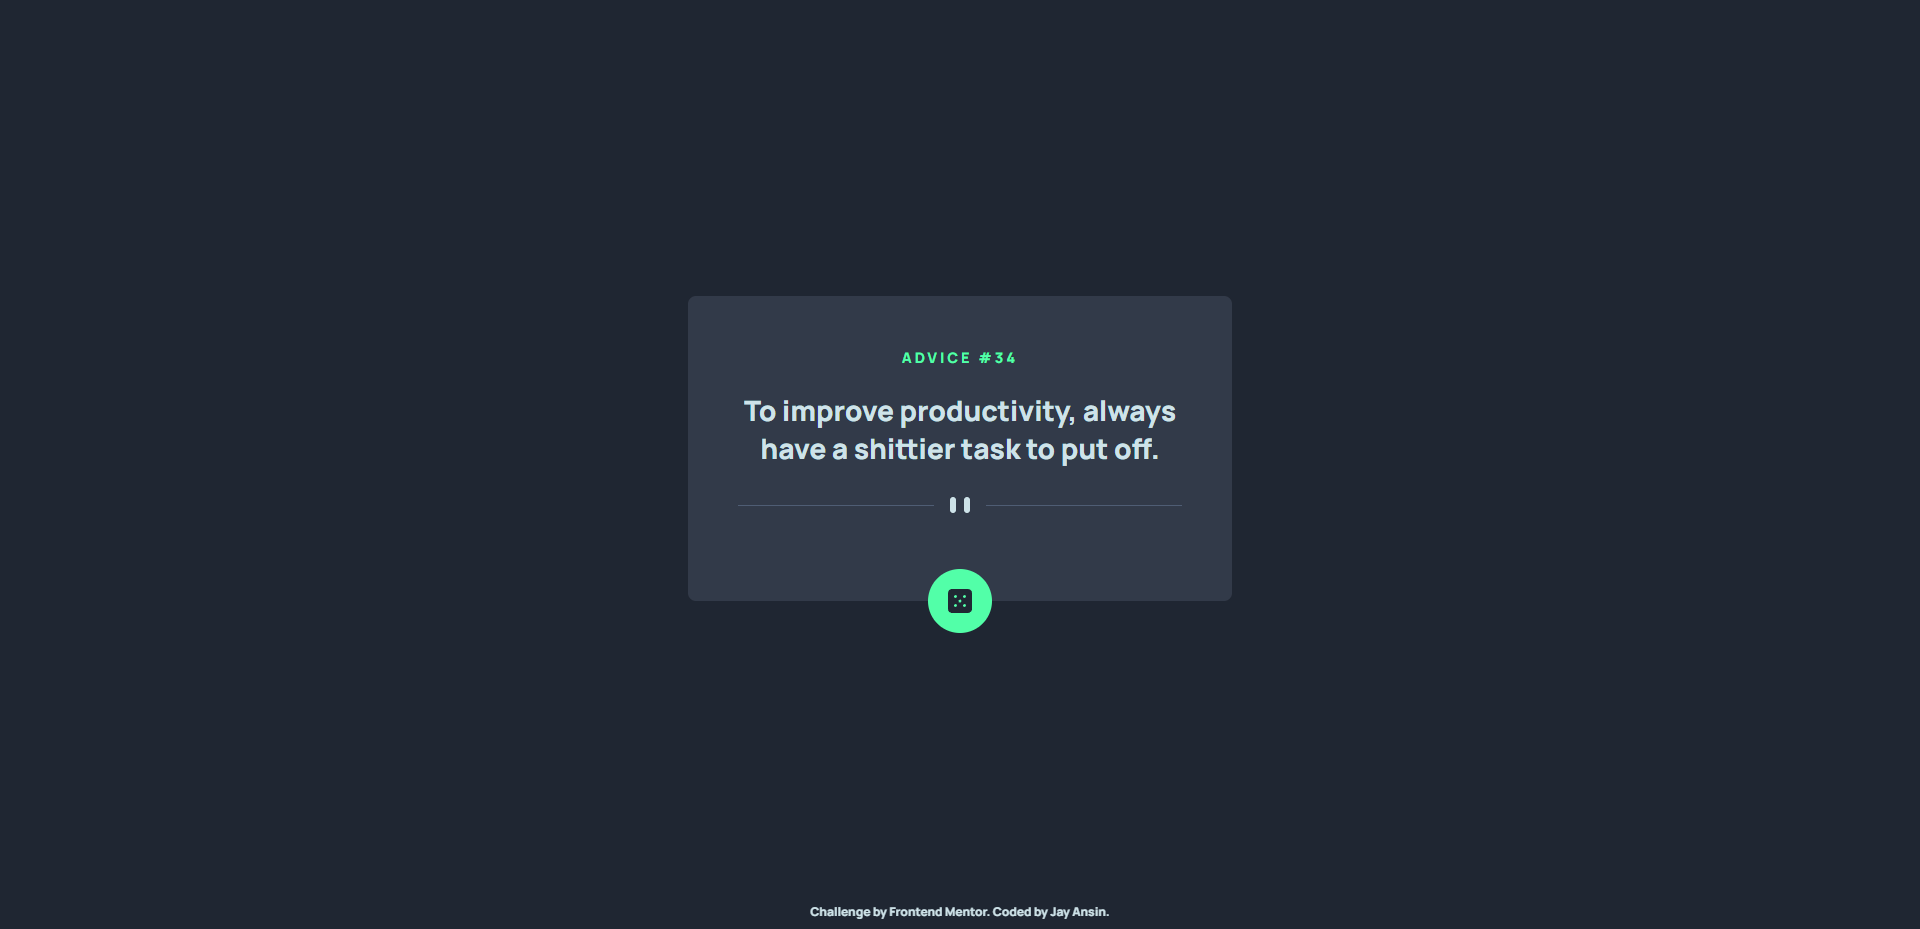 ADVICE #34
To improve productivity, always
have a shittier task to put off.
Challenge by Frontend Mentor. Coded by Jay Ansin.